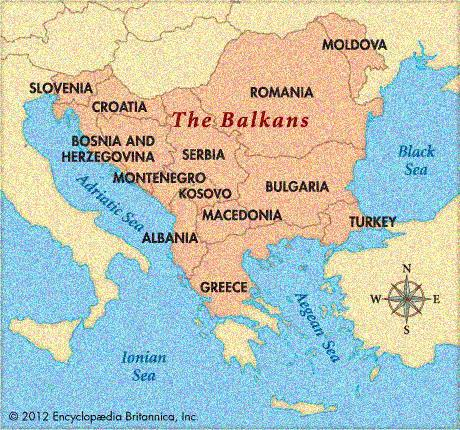 MOLDOVA
SLOVENIA
ROMANIA
CROATIA
The Balkans
BOSNIA AND
HERZEGOVINA
SERBIA
Black
Sea
MONTENEGRO
KOSOVO
BULGARIA
Adriatic Sea
MACEDONIA
TURKEY
ALBANIA
GREECE
N
W
E
S
Aegean Sea
Ionian
Sea
© 2012 Encyclopædia Britannica, Inc.